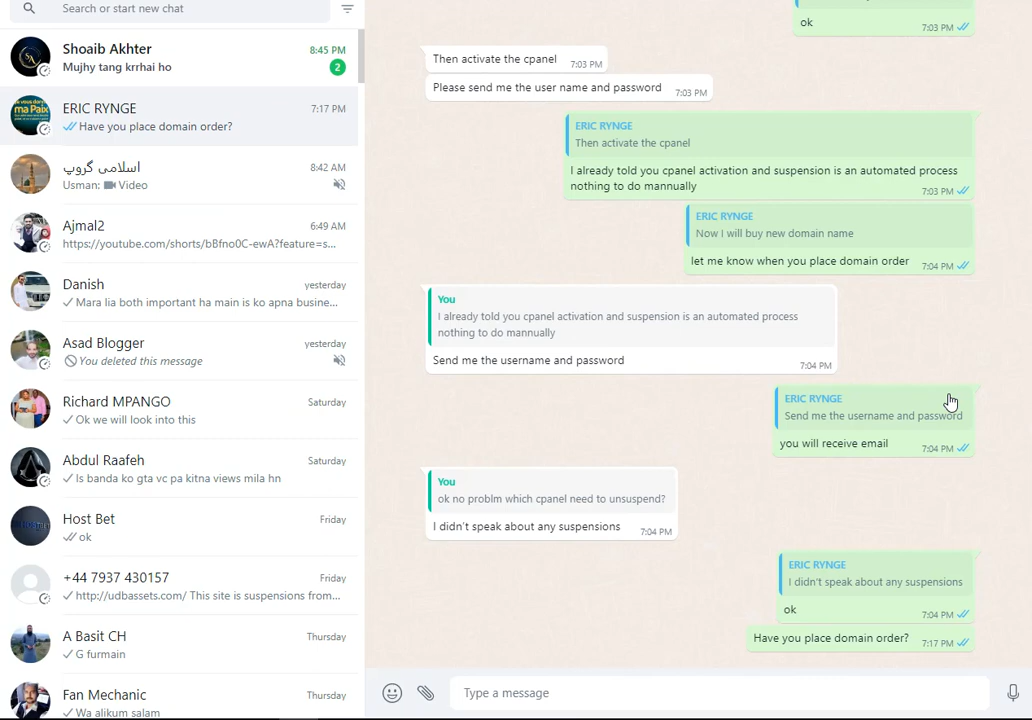 Search or start new chat
Shoaib Akhter
8:45 PM
Mujhy tang krrhai ho
2
ERIC RYNGE
7:17 PM
Have you place domain order?
اسلامی گروپ
8:42 AM
Usman: Video
Ajmal2
6:49 AM
https://youtube.com/shorts/bBfno0C-ewA?feature=s...
Danish
yesterday
Mara lia both important ha main is ko apna busine...
Asad Blogger
yesterday
You deleted this message
Richard MPANGO
Saturday
Ok we will look into this
Abdul Raafeh
Saturday
Is banda ko gta vc pa kitna views mila hn
Host Bet
Friday
ok
+44 7937 430157
Friday
http://udbassets.com/ This site is suspensions from...
A Basit CH
Thursday
G furmain
Fan Mechanic
Thursday
Wa alikum salam
ok
7:03 PM
Then activate the cpanel
7:03 PM
Please send me the user name and password
7:03 PM
ERIC RYNGE
Then activate the cpanel
I already told you cpanel activation and suspension is an automated process
nothing to do mannually
7:03 PM
ERIC RYNGE
Now I will buy new domain name
let me know when you place domain order
7:04 PM
You
I already told you cpanel activation and suspension is an automated process
nothing to do mannually
Send me the username and password
7:04 PM
ERIC RYNGE
Send me the username and password
you will receive email
7:04 PM
You
ok no problm which cpanel need to unsuspend?
I didn't speak about any suspensions
7:04 PM
ERIC RYNGE
I didn't speak about any suspensions
ok
7:04 PM
Have you place domain order?
7:17 PM
Type a message